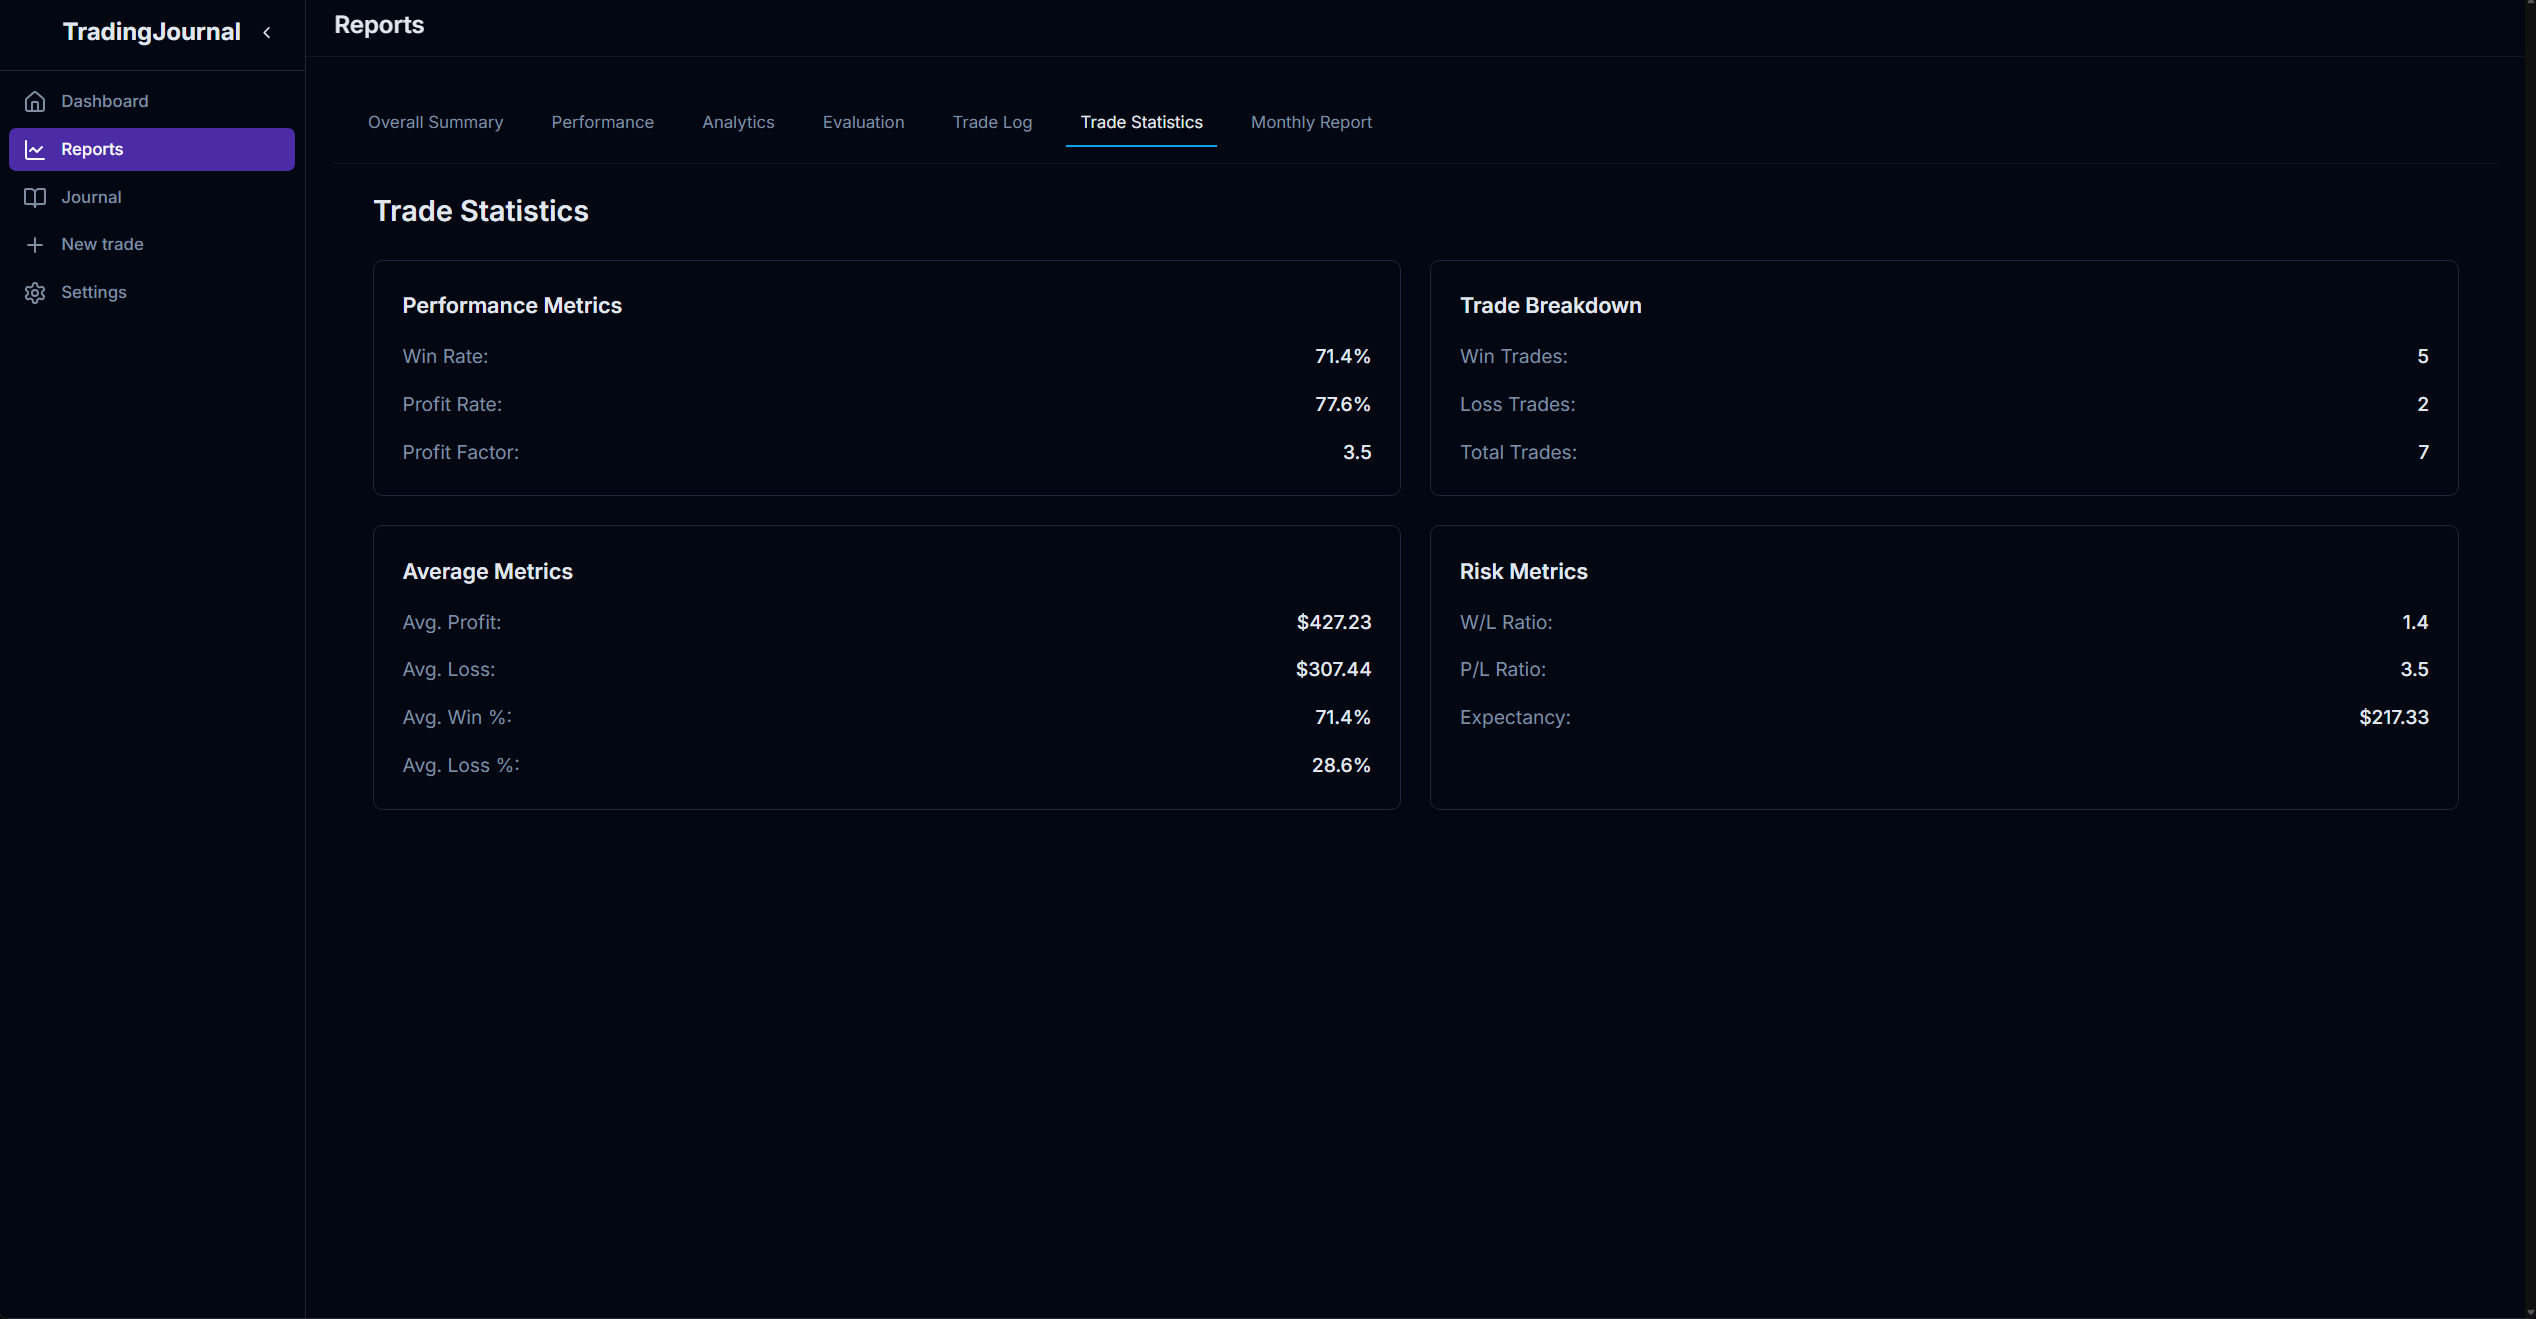 TradingJournal
Dashboard
Reports
Journal
New trade
Settings
Reports
Overall Summary Performance Analytics Evaluation Trade Log Trade Statistics Monthly Report
Trade Statistics
Performance Metrics
Win Rate: 71.4%
Profit Rate: 77.6%
Profit Factor: 3.5
Trade Breakdown
Win Trades: 5
Loss Trades: 2
Total Trades: 7
Average Metrics
Avg. Profit: $427.23
Avg. Loss: $307.44
Avg. Win %: 71.4%
Avg. Loss %: 28.6%
Risk Metrics
W/L Ratio: 1.4
P/L Ratio: 3.5
Expectancy: $217.33